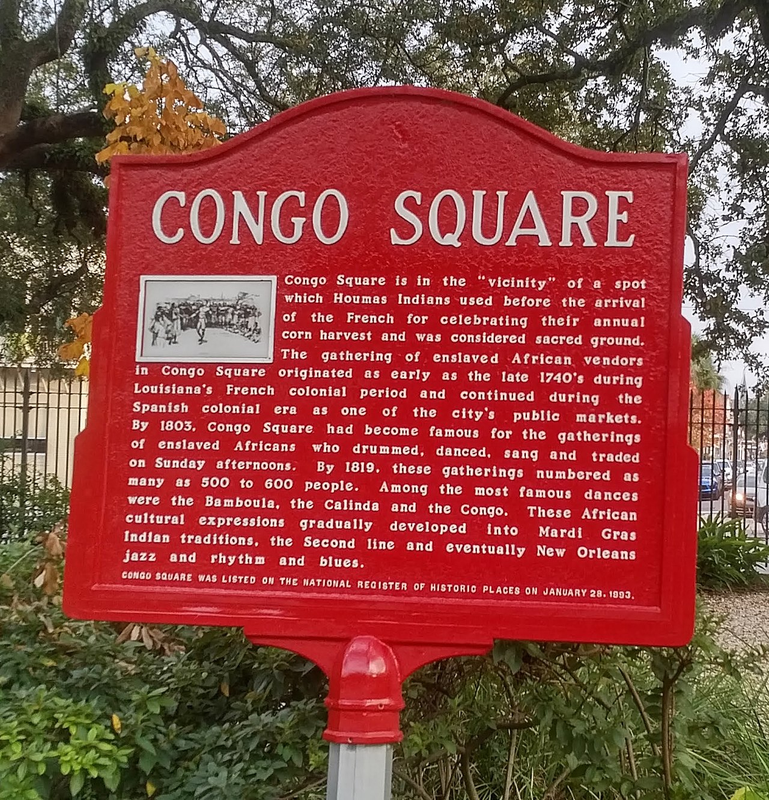 CONGO SQUARE
Congo Square is in the "vicinity" of a spot
which Houmas Indians used before the arrival
of the French for celebrating their annual
corn harvest and was considered sacred ground.
The gathering of enslaved African vendors
in Congo Square originated as early as the late 1740's during
Louisiana's French colonial period and continued during the
Spanish colonial era as one of the city's public markets.
By 1803, Congo Square had become famous for the gatherings
of enslaved Africans who drummed, danced, sang and traded
on Sunday afternoons. By 1819, these gatherings numbered as
many as 500 to 600 people. Among the most famous dances
were the Bamboula, the Calinda and the Congo. These African
cultural expressions gradually developed into Mardi Gras
Indian traditions, the Second line and eventually New Orleans
jazz and rhythm and blues.
CONGO SQUARE WAS LISTED ON THE NATIONAL REGISTER OF HISTORIC PLACES ON JANUARY 28, 1993.